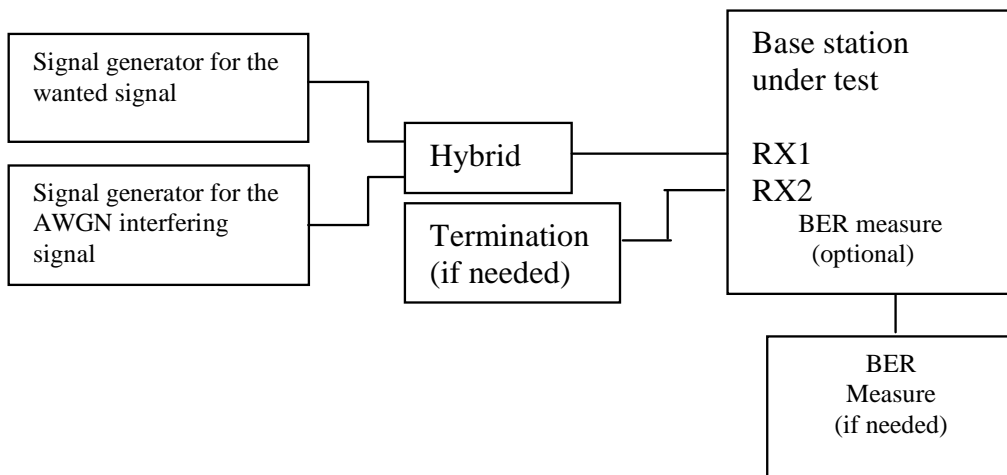 Signal generator for the
wanted signal
Signal generator for the
AWGN interfering
signal
Hybrid
Termination
(if needed)
Base station
under test
RX1
RX2
BER measure
(optional)
BER
Measure
(if needed)